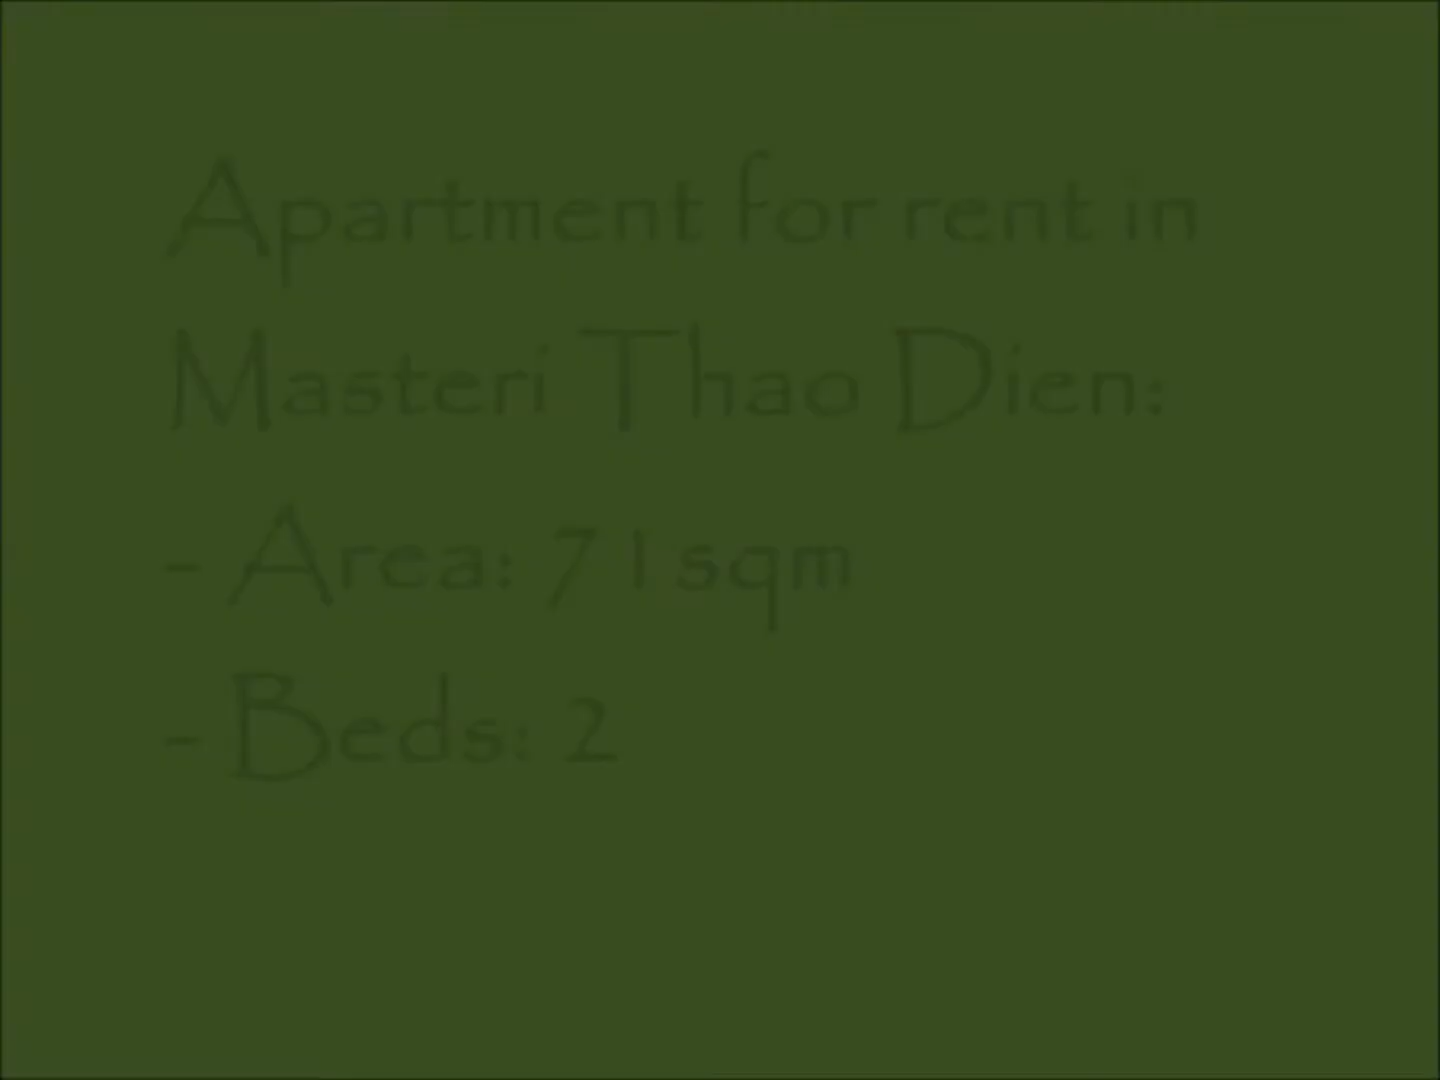 Apartment for rent in
Masteri Thao Dien:
- Area: 71sqm
- Beds: 2